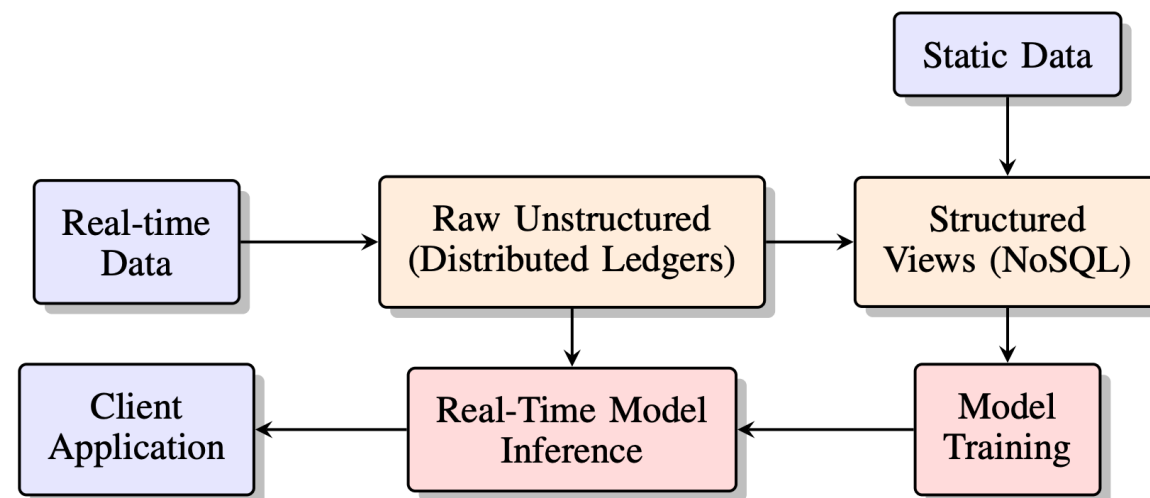 Static Data
Real-time
Data
Raw Unstructured
(Distributed Ledgers)
Structured
Views (NoSQL)
Client
Application
Real-Time Model
Inference
Model
Training